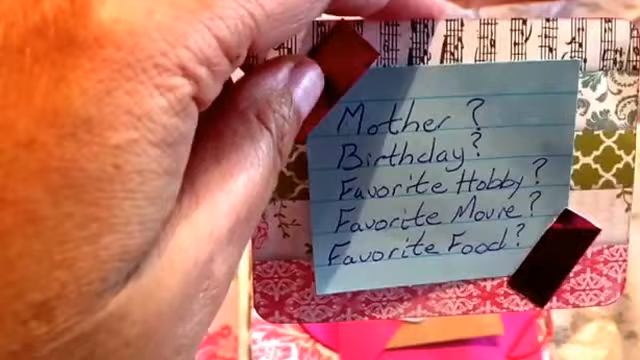 Mother?
Birthday?
Favorite Hobby?
Favorite Movie?
Favorite Food?